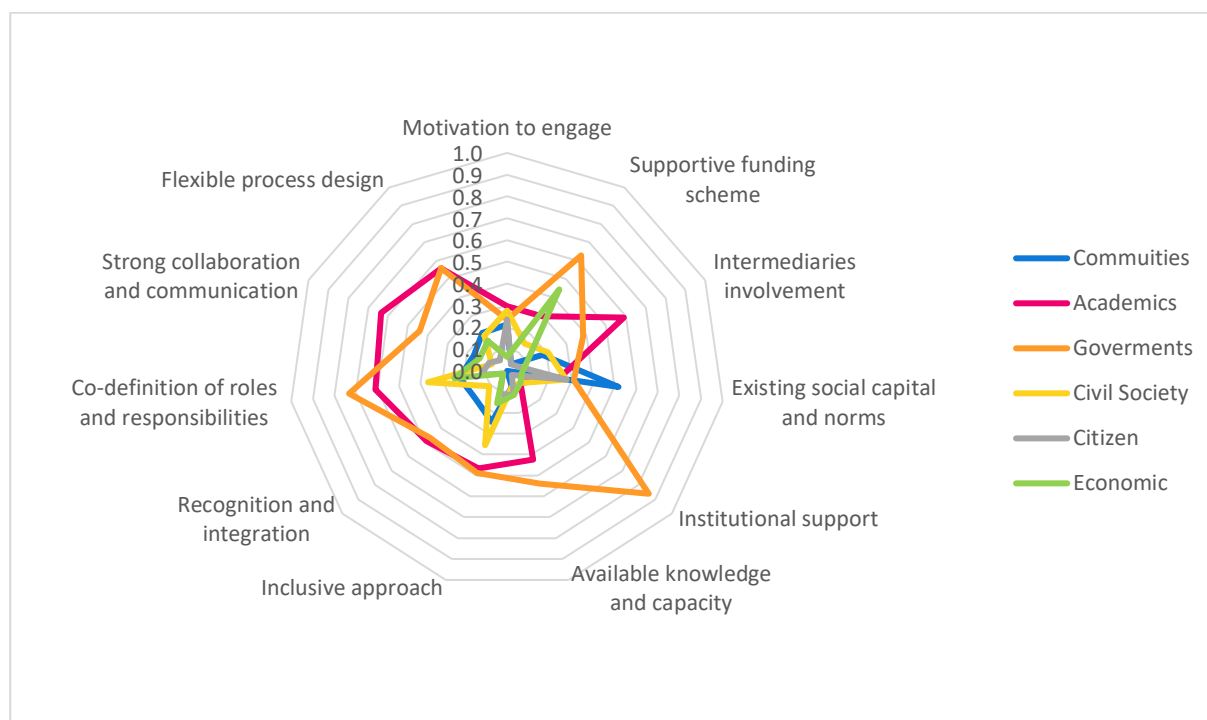 Motivation to engage
Supportive funding
scheme
Intermediaries
involvement
Existing social capital
and norms
Institutional support
Available knowledge
and capacity
Inclusive approach
Recognition and
integration
Co-definition of roles
and responsibilities
Strong collaboration
and communication
Flexible process design
1.0
0.9
0.8
0.7
0.6
0.5
0.4
0.3
0.2
0.1
0.0
Commuities
Academics
Goverments
Civil Society
Citizen
Economic